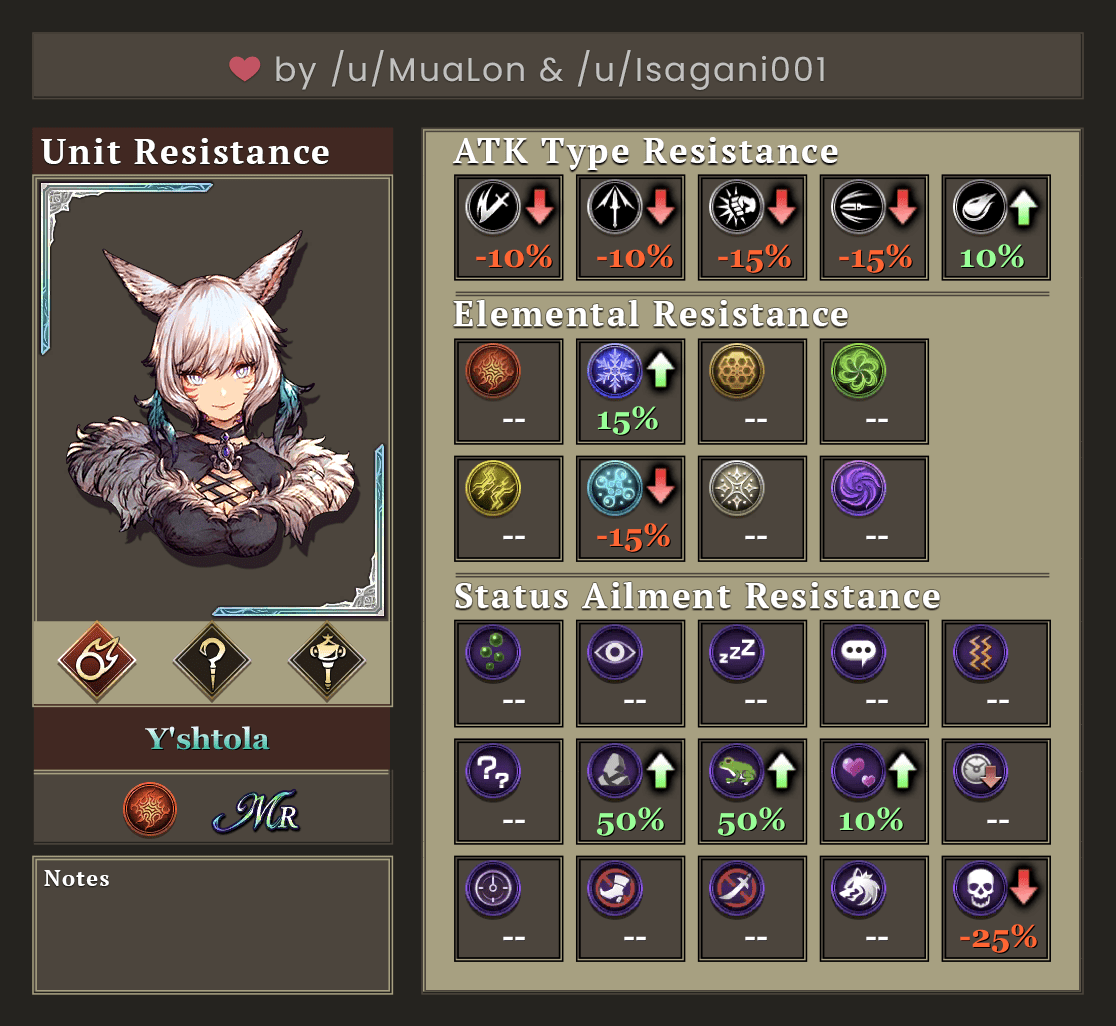 by /u/MuaLon & /u/Isagani001
Unit Resistance
Y'shtola
MR
Notes
ATK Type Resistance
-10% -10% -15% -15% 10%
Elemental Resistance
-- 15% -- --
-- -15% -- --
Status Ailment Resistance
zzZ
-- -- -- -- --
??
-- 50% 50% 10% --
-- -- -- -- -25%